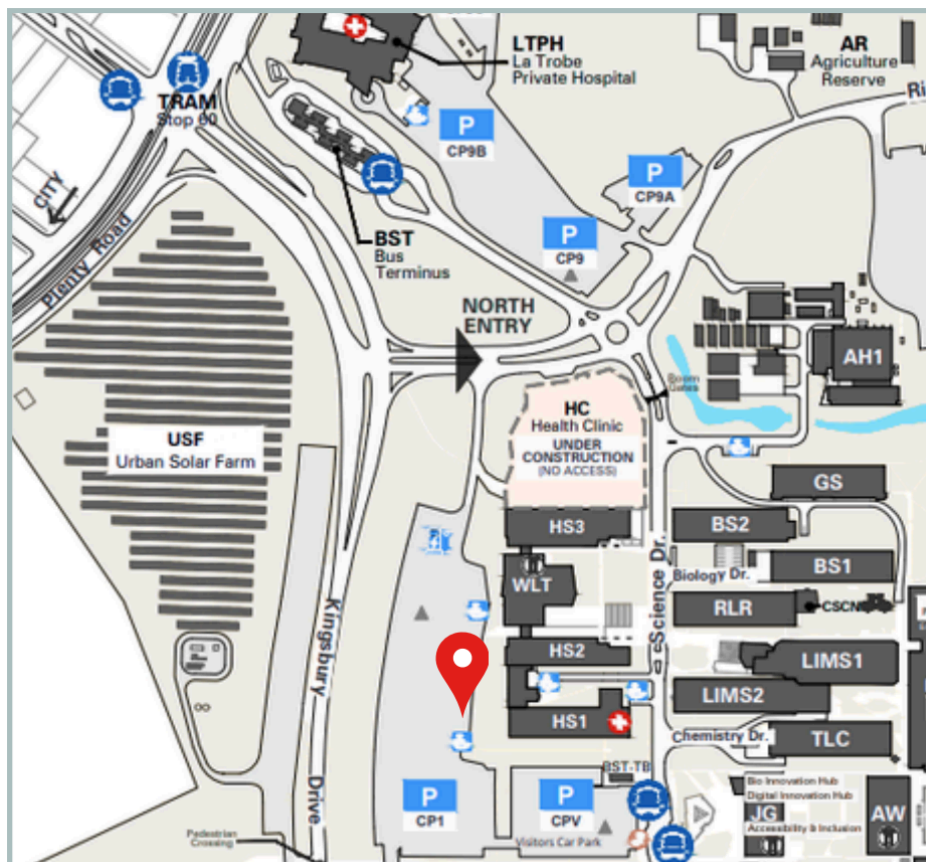 LTPH
La Trobe
Private Hospital
AR
Agriculture
Reserve
TRAM
Stop 60
P
CP9B
P
CP9A
CITY
BST
Bus
Terminus
P
CP9
Plenty Road
NORTH
ENTRY
AH1
Boom
Gates
HC
Health Clinic
UNDER
CONSTRUCTION
(NO ACCESS)
USF
Urban Solar Farm
GS
HS3
BS2
Science Dr.
WLT
Biology Dr.
BS1
RLR
CSCN
Kingsbury Drive
HS2
LIMS1
LIMS2
HS1
Chemistry Dr.
TLC
BST-TB
P
CP1
P
CPV
Visitors Car Park
Bio Innovation Hub
Digital Innovation Hub
JG
Accessibility & Inclusion
AW
Pedestrian
Crossing